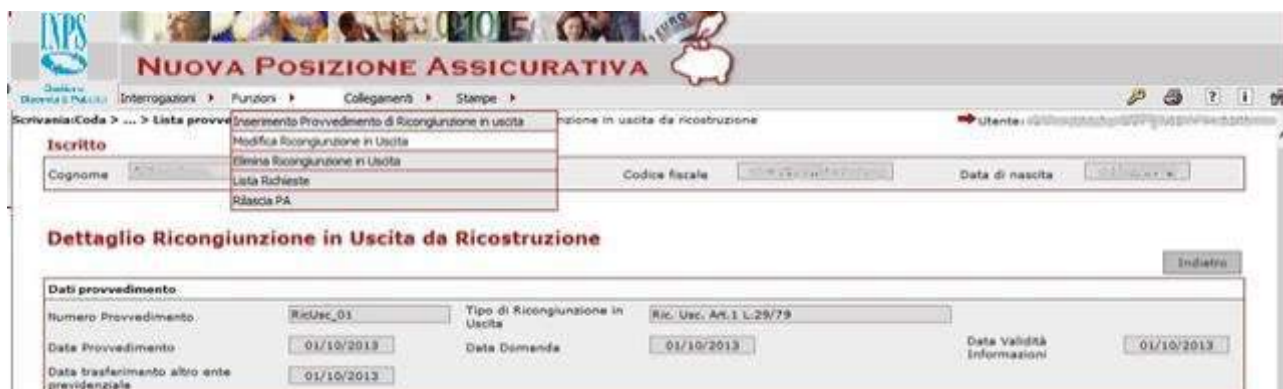 INPS
NUOVA POSIZIONE ASSICURATIVA
Gestione
Dipendenti Pubblici Interrogazioni Funzioni Collegamenti Stampe
Scrivania:Coda > ... > Lista provve nzione in uscita da ricostruzione Utente:
Inserimento Provvedimento di Ricongiunzione in uscita
Modifica Ricongiunzione in Uscita
Elimina Ricongiunzione in Uscita
Lista Richieste
Rilascia PA
Iscritto
Cognome Codice fiscale Data di nascita
Dettaglio Ricongiunzione in Uscita da Ricostruzione
Indietro
Dati provvedimento
Numero Provvedimento RicUsc_01 Tipo di Ricongiunzione in Uscita Ric. Usc. Art.1 L.29/79
Data Provvedimento 01/10/2013 Data Domanda 01/10/2013 Data Validità Informazioni 01/10/2013
Data trasferimento altro ente previdenziale 01/10/2013